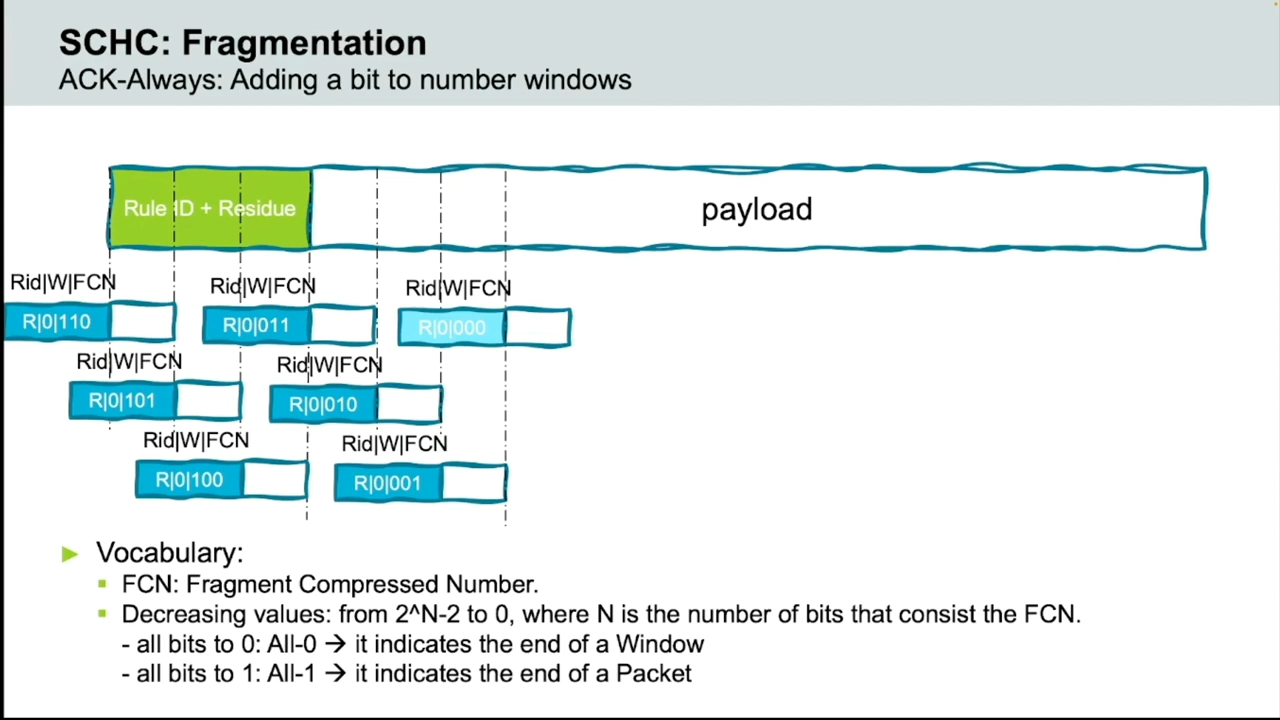 SCHC: Fragmentation
ACK-Always: Adding a bit to number windows
Rule ID + Residue
payload
Rid|W|FCN
R|0|110
Rid|W|FCN
R|0|011
Rid|W|FCN
R|0|000
Rid|W|FCN
R|0|101
Rid|W|FCN
R|0|010
Rid|W|FCN
R|0|100
Rid|W|FCN
R|0|001
► Vocabulary:
▪ FCN: Fragment Compressed Number.
▪ Decreasing values: from 2^N-2 to 0, where N is the number of bits that consist the FCN.
- all bits to 0: All-0 → it indicates the end of a Window
- all bits to 1: All-1 → it indicates the end of a Packet